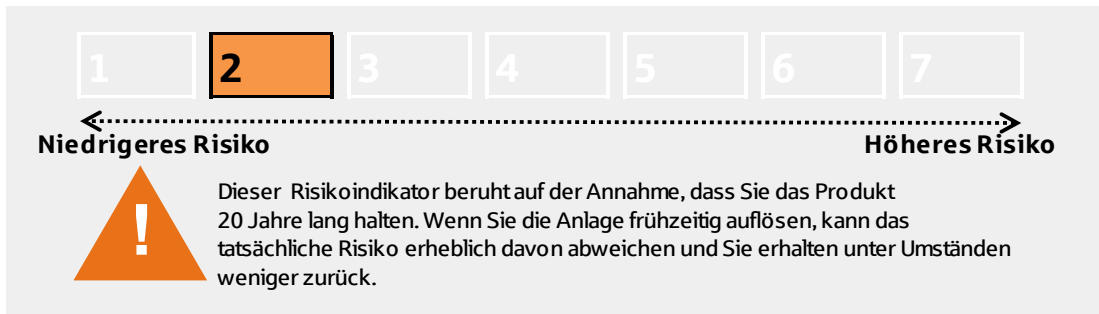 1 2 3 4 5 6 7
Niedrigeres Risiko Höheres Risiko
!
Dieser Risikoindikator beruht auf der Annahme, dass Sie das Produkt
20 Jahre lang halten. Wenn Sie die Anlage frühzeitig auflösen, kann das
tatsächliche Risiko erheblich davon abweichen und Sie erhalten unter Umständen
weniger zurück.